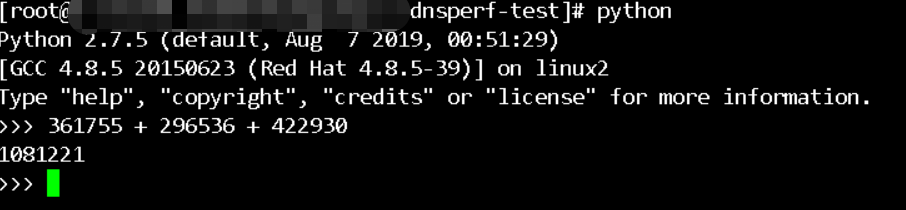 [root@ dnsperf-test]# python
Python 2.7.5 (default, Aug  7 2019, 00:51:29)
[GCC 4.8.5 20150623 (Red Hat 4.8.5-39)] on linux2
Type "help", "copyright", "credits" or "license" for more information.
>>> 361755 + 296536 + 422930
1081221
>>>